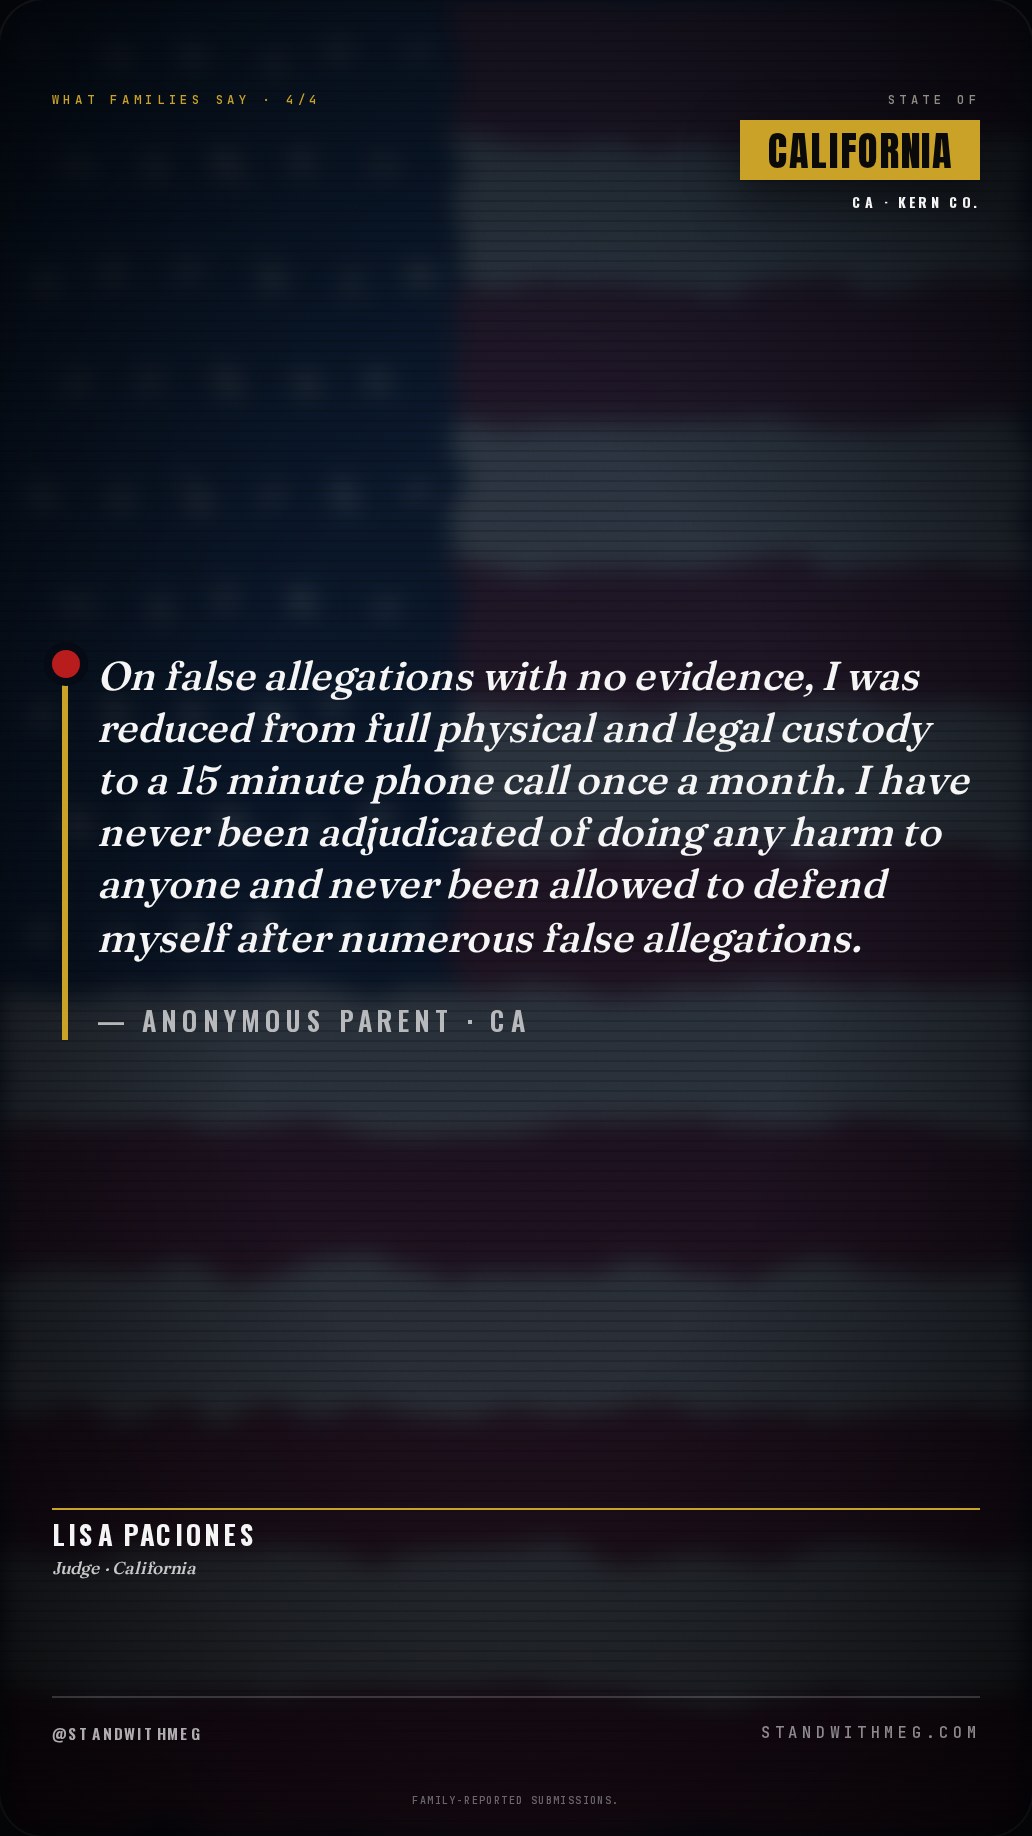 WHAT FAMILIES SAY · 4/4
STATE OF
CALIFORNIA
CA · KERN CO.
On false allegations with no evidence, I was
reduced from full physical and legal custody
to a 15 minute phone call once a month. I have
never been adjudicated of doing any harm to
anyone and never been allowed to defend
myself after numerous false allegations.
— ANONYMOUS PARENT · CA
LISA PACIONES
Judge · California
@STANDWITHMEG
STANDWITHMEG.COM
FAMILY-REPORTED SUBMISSIONS.